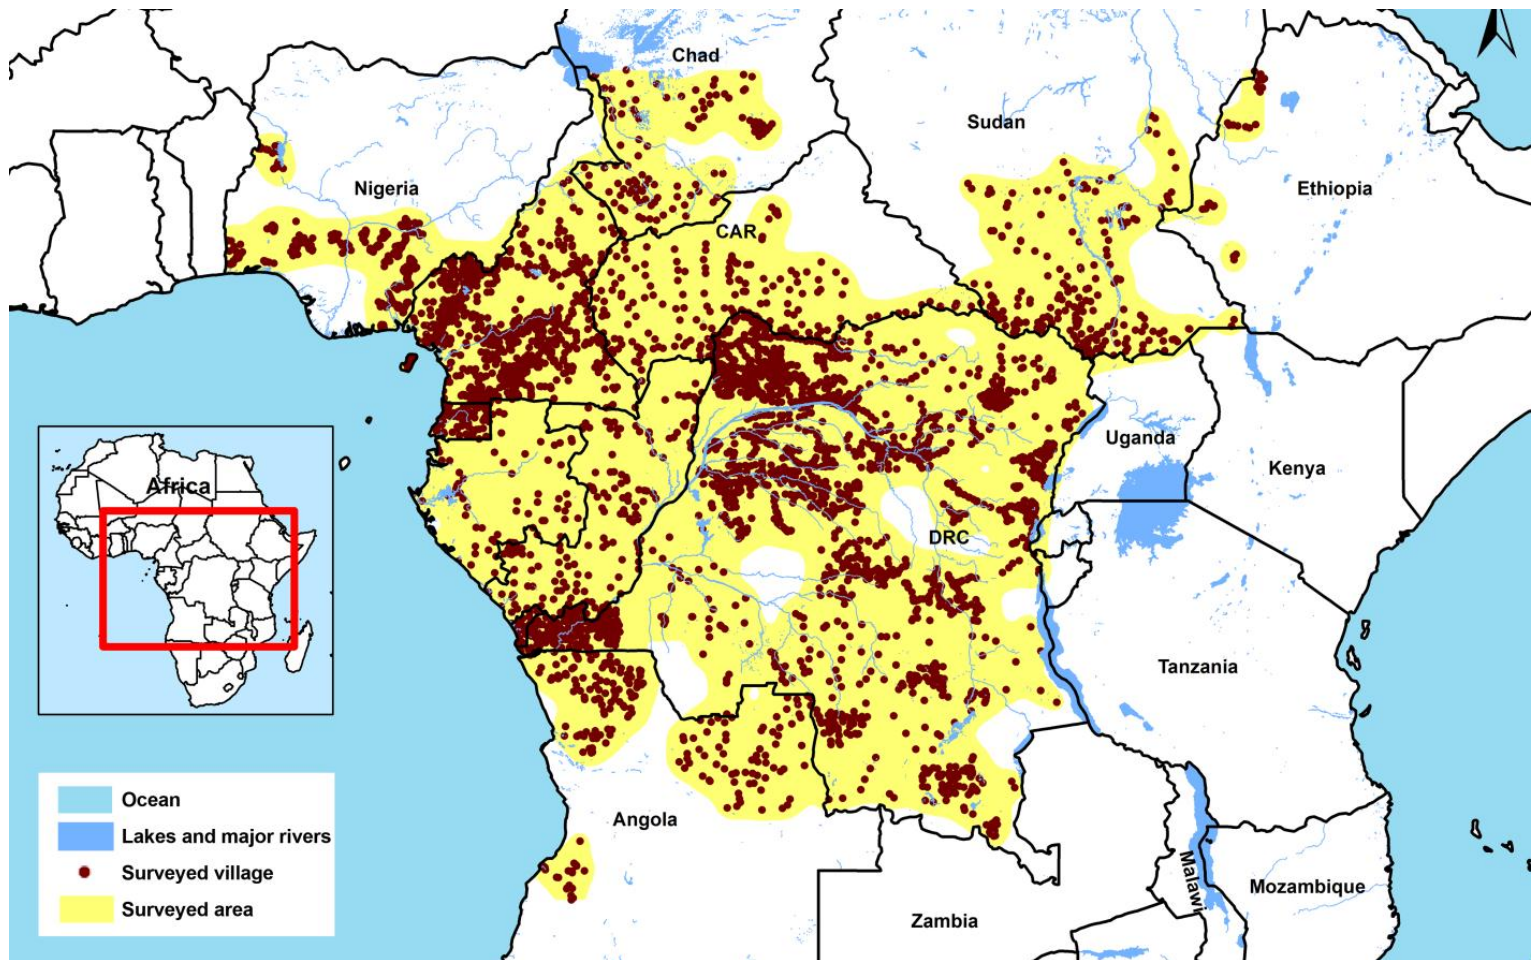 Chad
Sudan
Nigeria
Ethiopia
CAR
Uganda
Kenya
Africa
DRC
Tanzania
Angola
Malawi
Mozambique
Zambia
Ocean
Lakes and major rivers
Surveyed village
Surveyed area